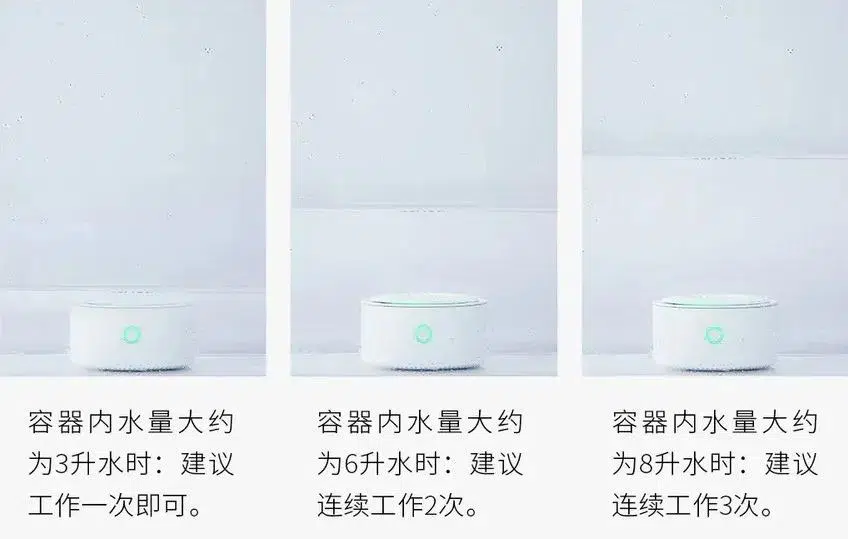 容器内水量大约
为3升水时：建议
工作一次即可。
容器内水量大约
为6升水时：建议
连续工作2次。
容器内水量大约
为8升水时：建议
连续工作3次。